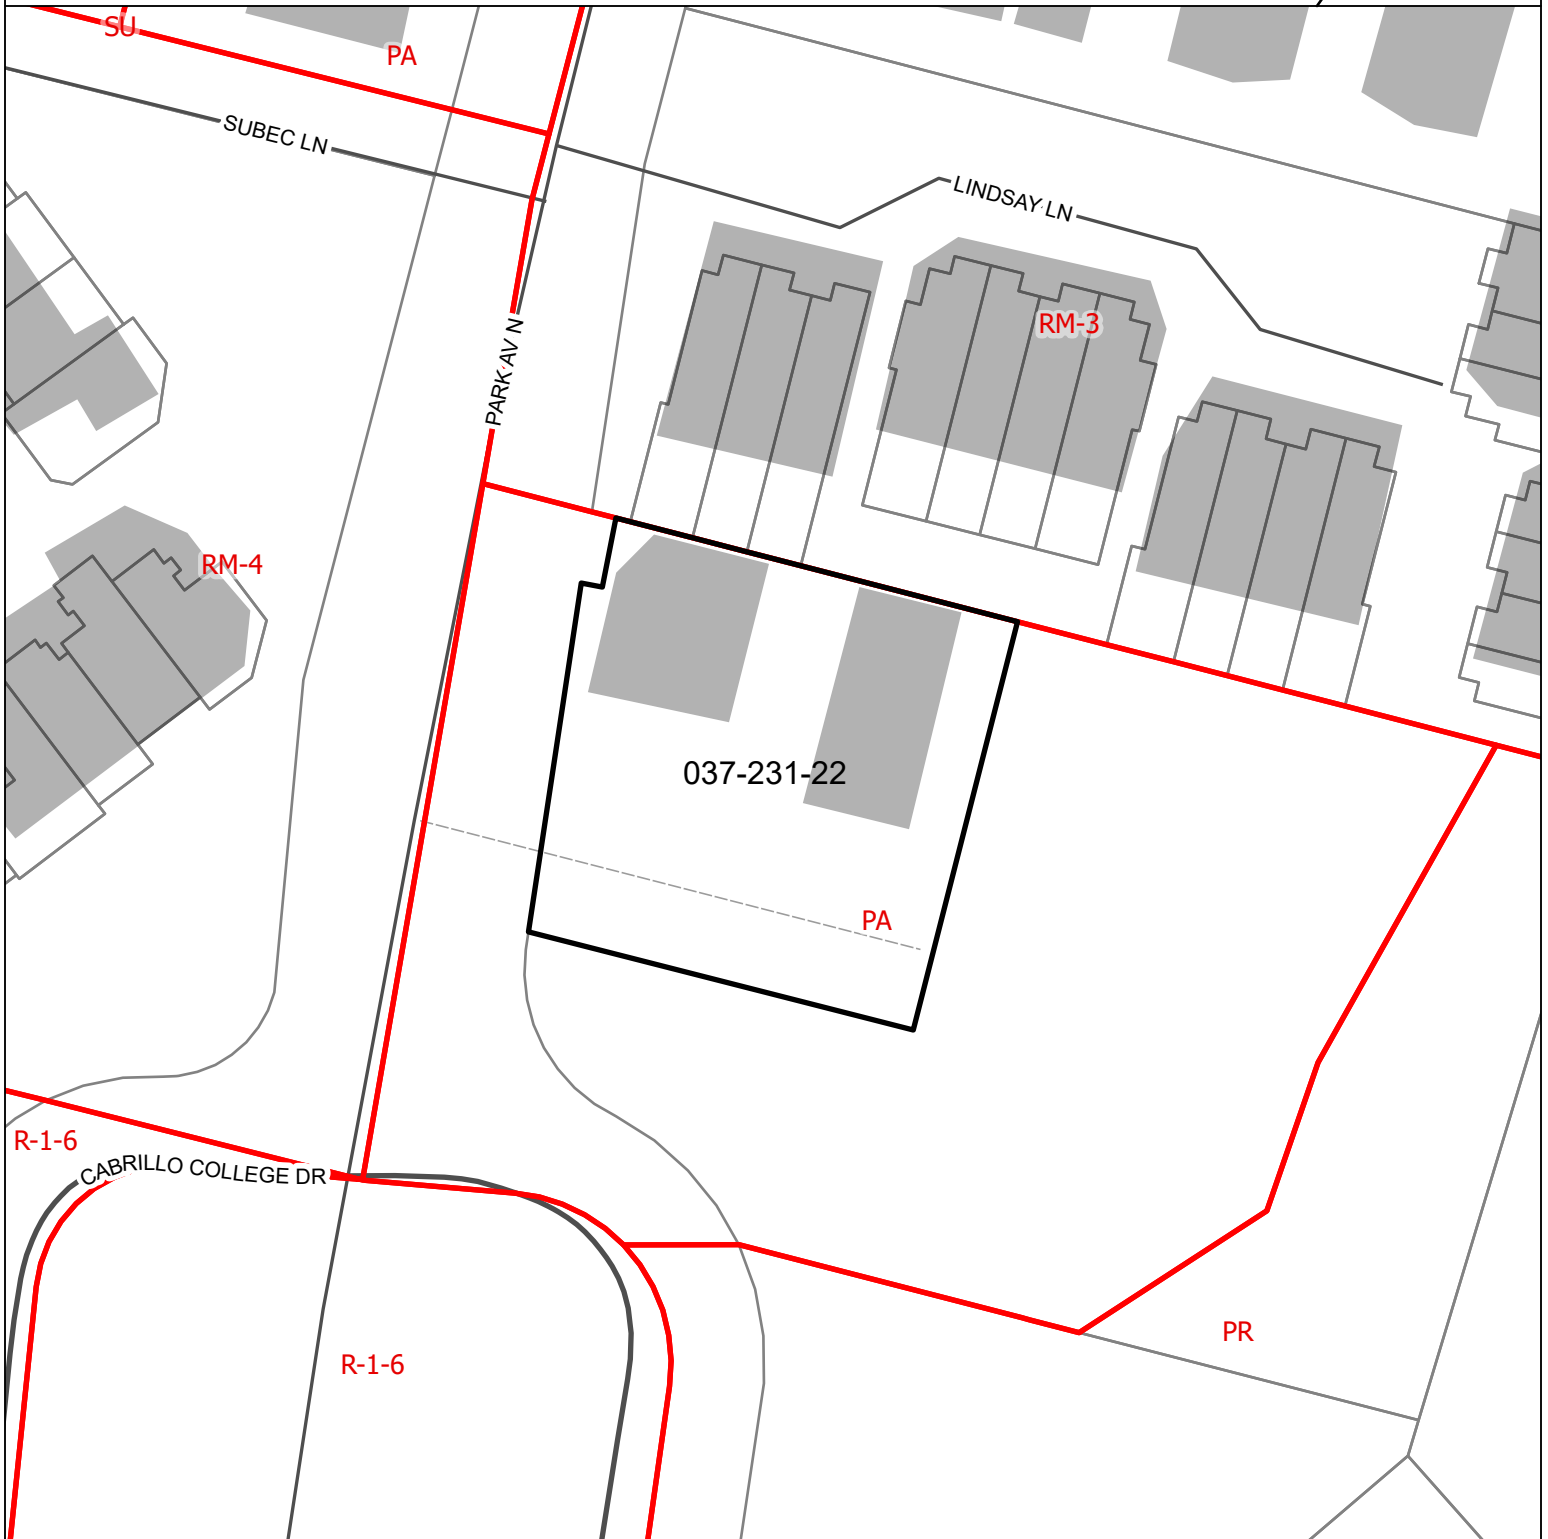 SU
PA
SUBEC LN
LINDSAY LN
RM-3
PARK AV N
RM-4
037-231-22
PA
R-1-6
CABRILLO COLLEGE DR
PR
R-1-6